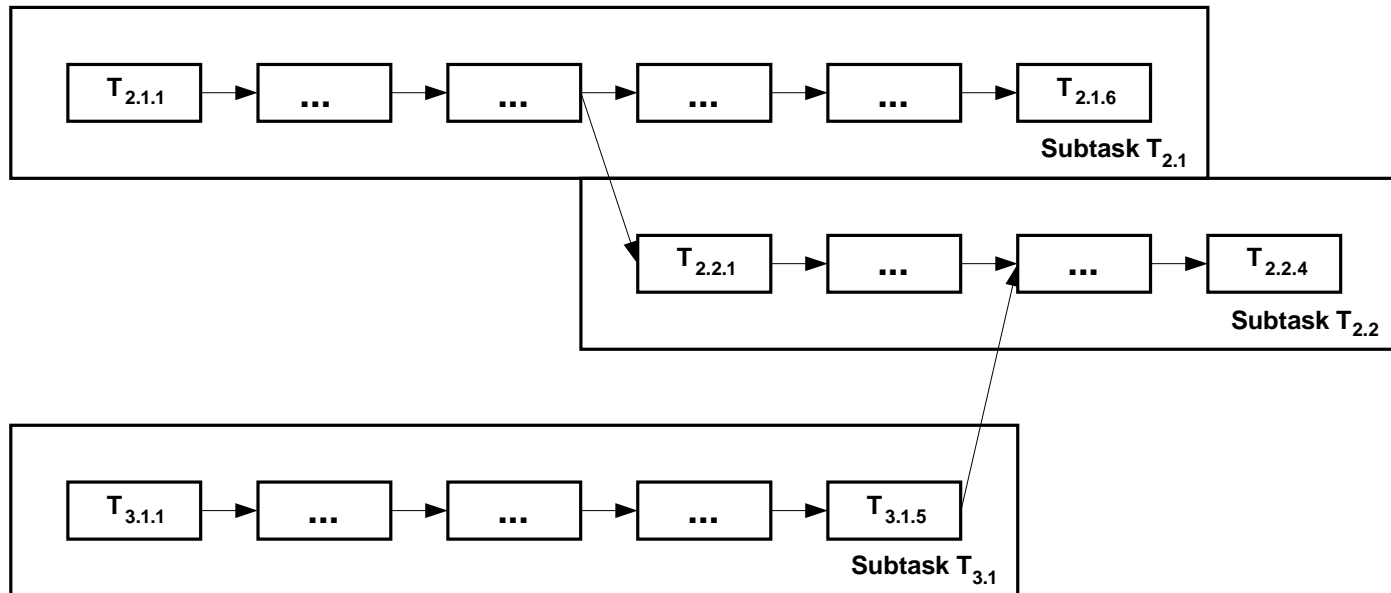 T2.1.1 ... ... ... ... T2.1.6
Subtask T2.1
T2.2.1 ... ... T2.2.4
Subtask T2.2
T3.1.1 ... ... ... T3.1.5
Subtask T3.1